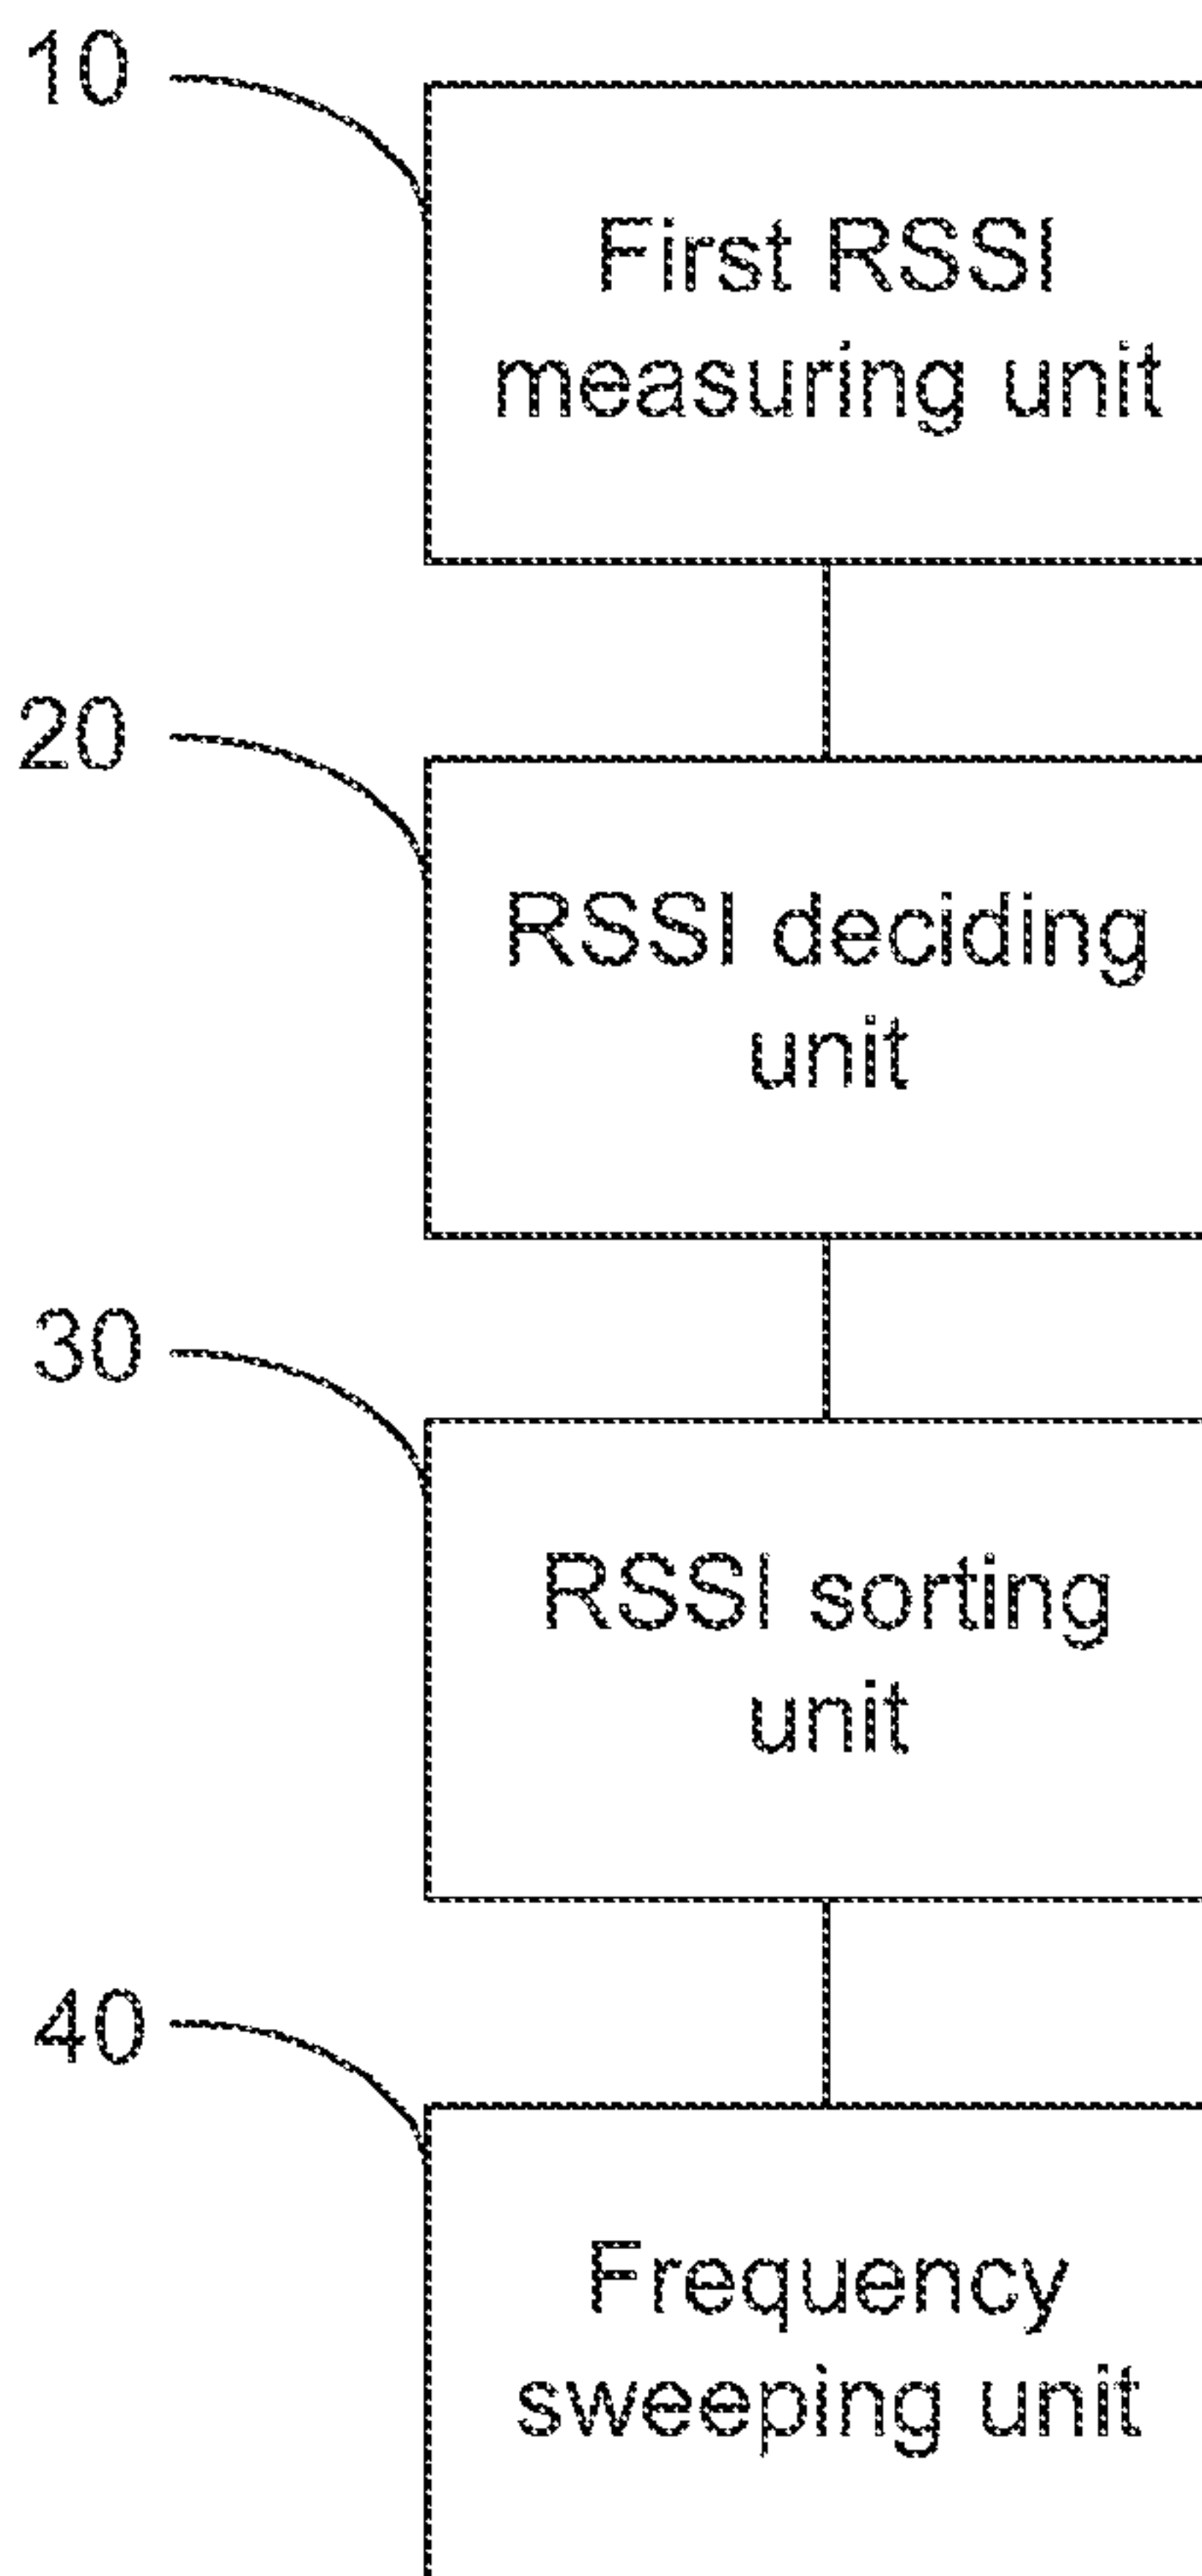 10
First RSSI
measuring unit
20
RSSI deciding
unit
30
RSSI sorting
unit
40
Frequency
sweeping unit